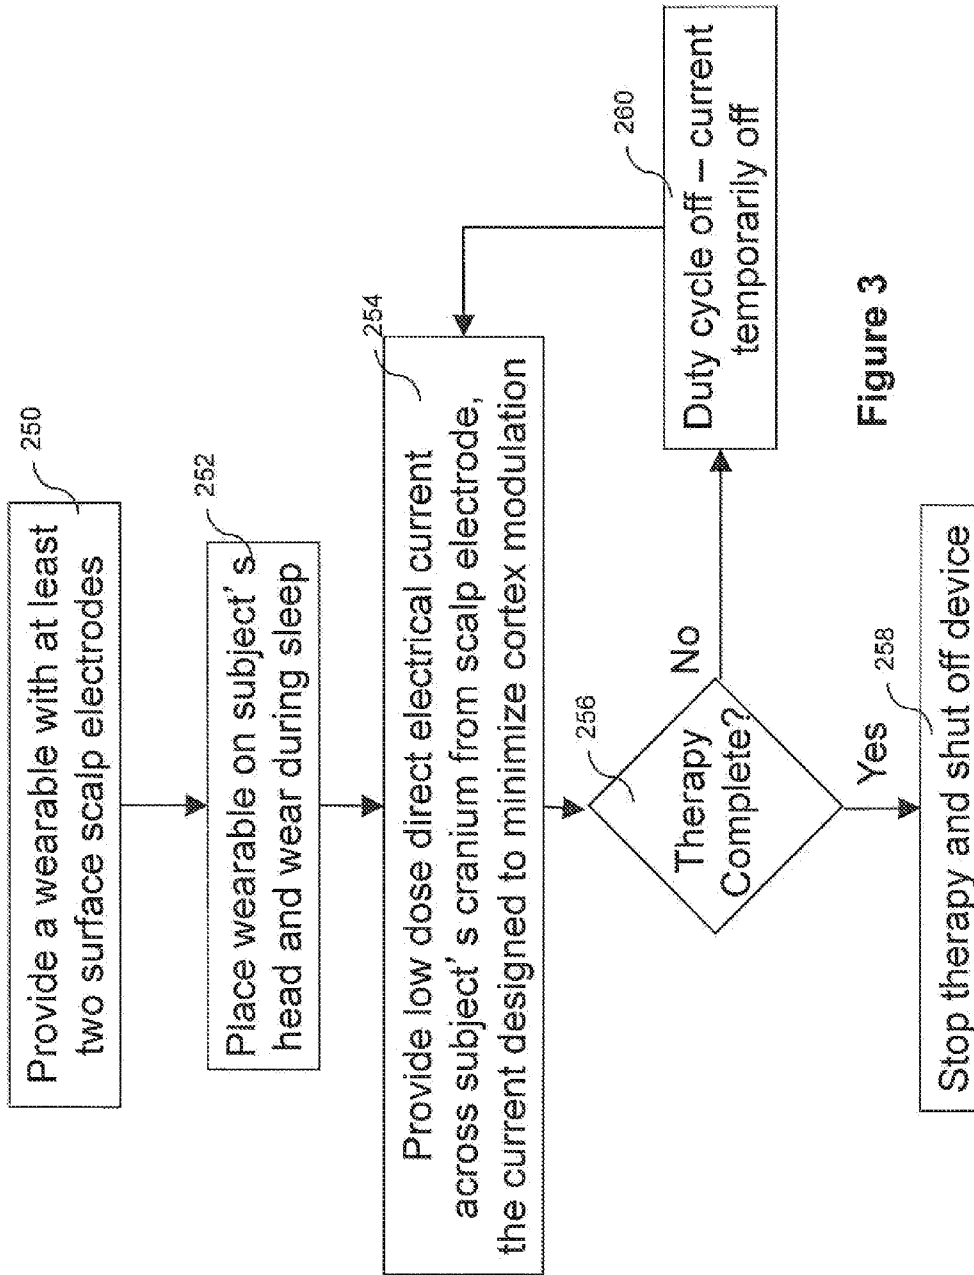 250
Provide a wearable with at least
two surface scalp electrodes
252
Place wearable on subject's
head and wear during sleep
254
Provide low dose direct electrical current
across subject's cranium from scalp electrode,
the current designed to minimize cortex modulation
256
Therapy
Complete?
No
260
Duty cycle off – current
temporarily off
Yes
258
Stop therapy and shut off device
Figure 3